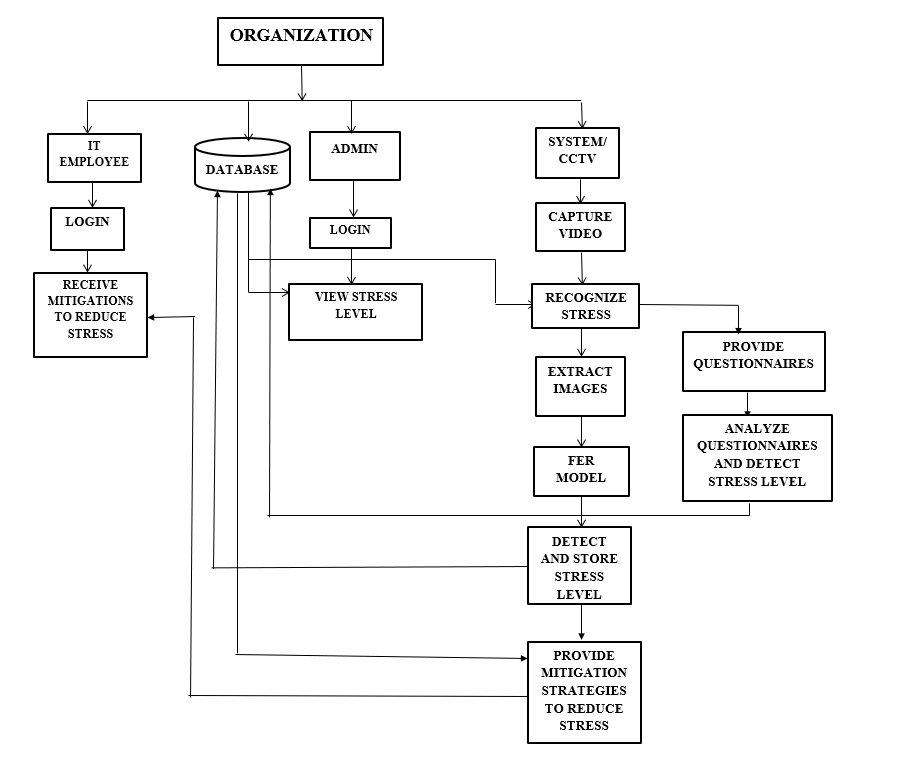 ORGANIZATION
IT
EMPLOYEE
DATABASE
ADMIN
SYSTEM/
CCTV
LOGIN
LOGIN
CAPTURE
VIDEO
RECEIVE
MITIGATIONS
TO REDUCE
STRESS
VIEW STRESS
LEVEL
RECOGNIZE
STRESS
PROVIDE
QUESTIONNAIRES
EXTRACT
IMAGES
ANALYZE
QUESTIONNAIRES
AND DETECT
STRESS LEVEL
FER
MODEL
DETECT
AND STORE
STRESS
LEVEL
PROVIDE
MITIGATION
STRATEGIES
TO REDUCE
STRESS